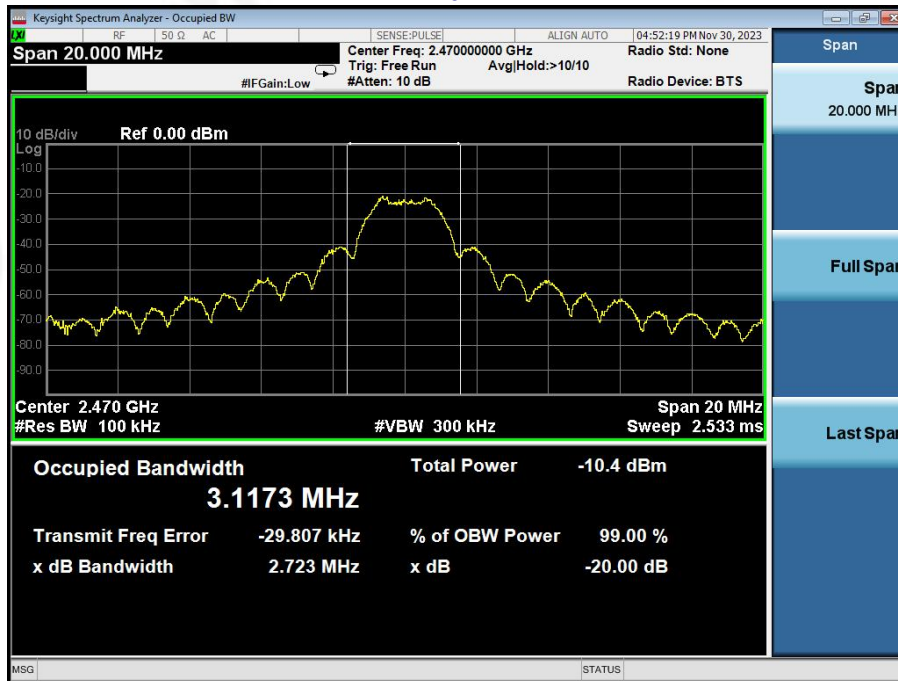 Keysight Spectrum Analyzer - Occupied BW
LXI RF 50 Ω AC SENSE:PULSE ALIGN AUTO 04:52:19 PM Nov 30, 2023
Span 20.000 MHz
Center Freq: 2.470000000 GHz Radio Std: None
Trig: Free Run Avg|Hold:>10/10
#IFGain:Low #Atten: 10 dB Radio Device: BTS
10 dB/div Ref 0.00 dBm
Log
-10.0
-20.0
-30.0
-40.0
-50.0
-60.0
-70.0
-80.0
-90.0
Center 2.470 GHz Span 20 MHz
#Res BW 100 kHz #VBW 300 kHz Sweep 2.533 ms
Occupied Bandwidth Total Power -10.4 dBm
3.1173 MHz
Transmit Freq Error -29.807 kHz % of OBW Power 99.00 %
x dB Bandwidth 2.723 MHz x dB -20.00 dB
MSG STATUS
Span
Span
20.000 MH
Full Span
Last Span